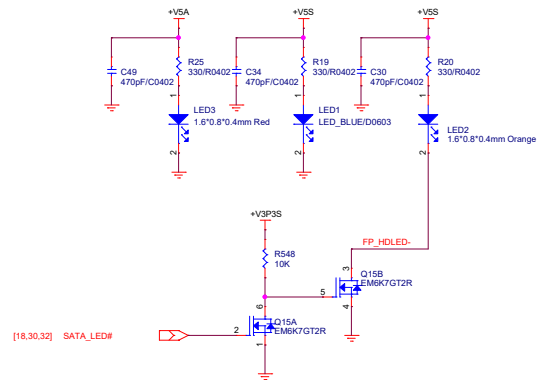 +V5A
+V5S
+V5S
C49
470pF/C0402
R25
330/R0402
C34
470pF/C0402
R19
330/R0402
C30
470pF/C0402
R20
330/R0402
1
1
1
LED3
1.6*0.8*0.4mm Red
LED1
LED_BLUE/D0603
LED2
1.6*0.8*0.4mm Orange
2
2
2
+V3P3S
R548
10K
FP_HDLED-
3
Q15B
EM6K7GT2R
5
4
6
Q15A
EM6K7GT2R
[18,30,32] SATA_LED#
2
1